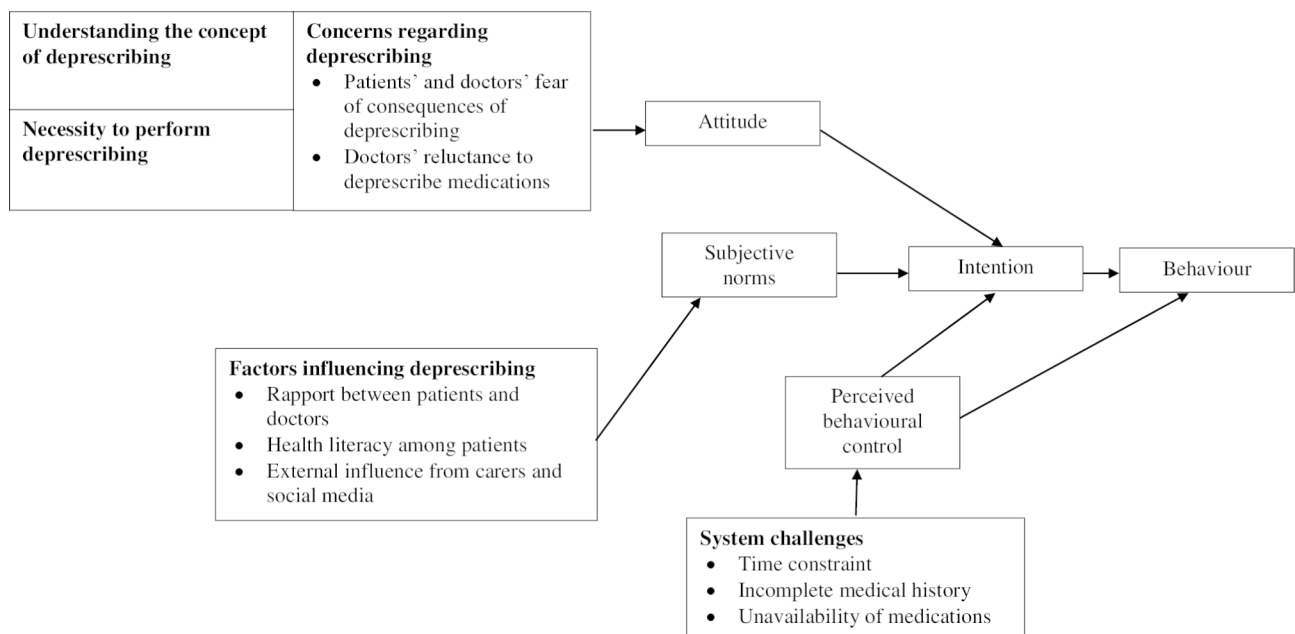 Understanding the concept
of deprescribing
Necessity to perform
deprescribing
Concerns regarding
deprescribing
• Patients’ and doctors’ fear
of consequences of
deprescribing
• Doctors’ reluctance to
deprescribe medications
Attitude
Subjective
norms
Intention
Behaviour
Factors influencing deprescribing
• Rapport between patients and
doctors
• Health literacy among patients
• External influence from carers and
social media
Perceived
behavioural
control
System challenges
• Time constraint
• Incomplete medical history
• Unavailability of medications